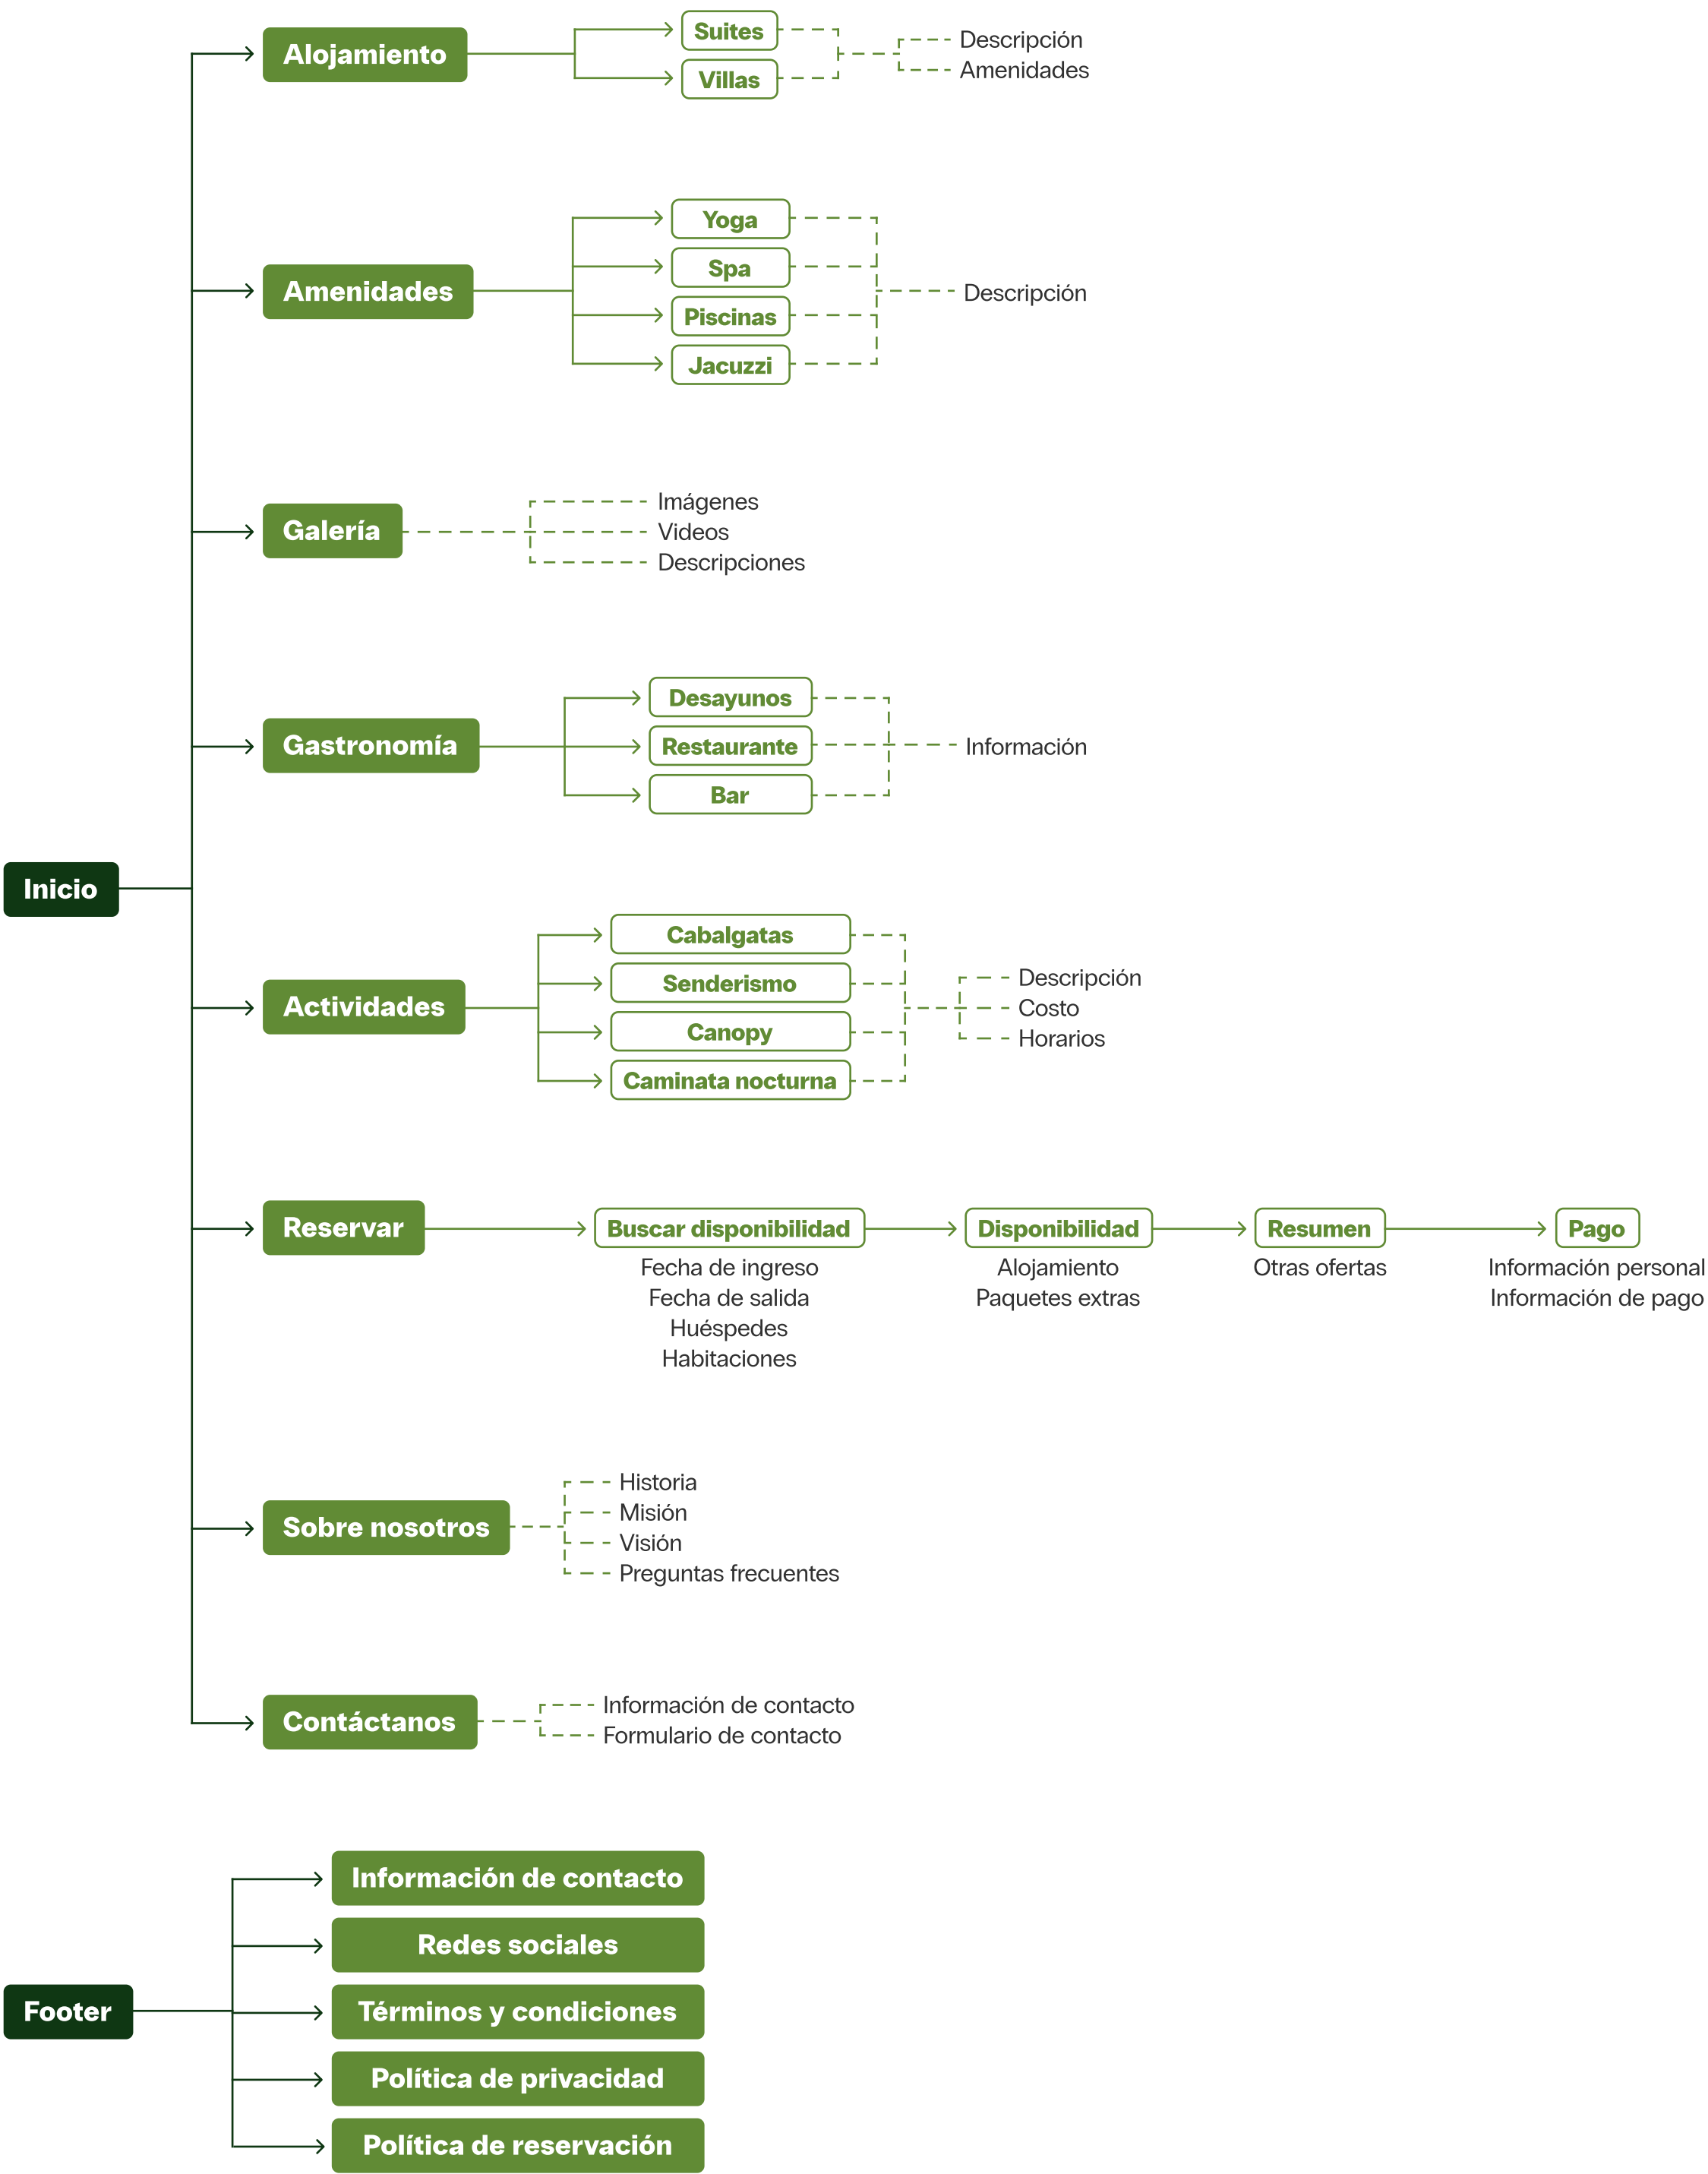 Alojamiento
Suites
Villas
Descripción
Amenidades
Amenidades
Yoga
Spa
Piscinas
Jacuzzi
Descripción
Galería
Imágenes
Videos
Descripciones
Gastronomía
Desayunos
Restaurante
Bar
Información
Inicio
Actividades
Cabalgatas
Senderismo
Canopy
Caminata nocturna
Descripción
Costo
Horarios
Reservar
Buscar disponibilidad
Fecha de ingreso
Fecha de salida
Huéspedes
Habitaciones
Disponibilidad
Alojamiento
Paquetes extras
Resumen
Otras ofertas
Pago
Información personal
Información de pago
Sobre nosotros
Historia
Misión
Visión
Preguntas frecuentes
Contáctanos
Información de contacto
Formulario de contacto
Footer
Información de contacto
Redes sociales
Términos y condiciones
Política de privacidad
Política de reservación